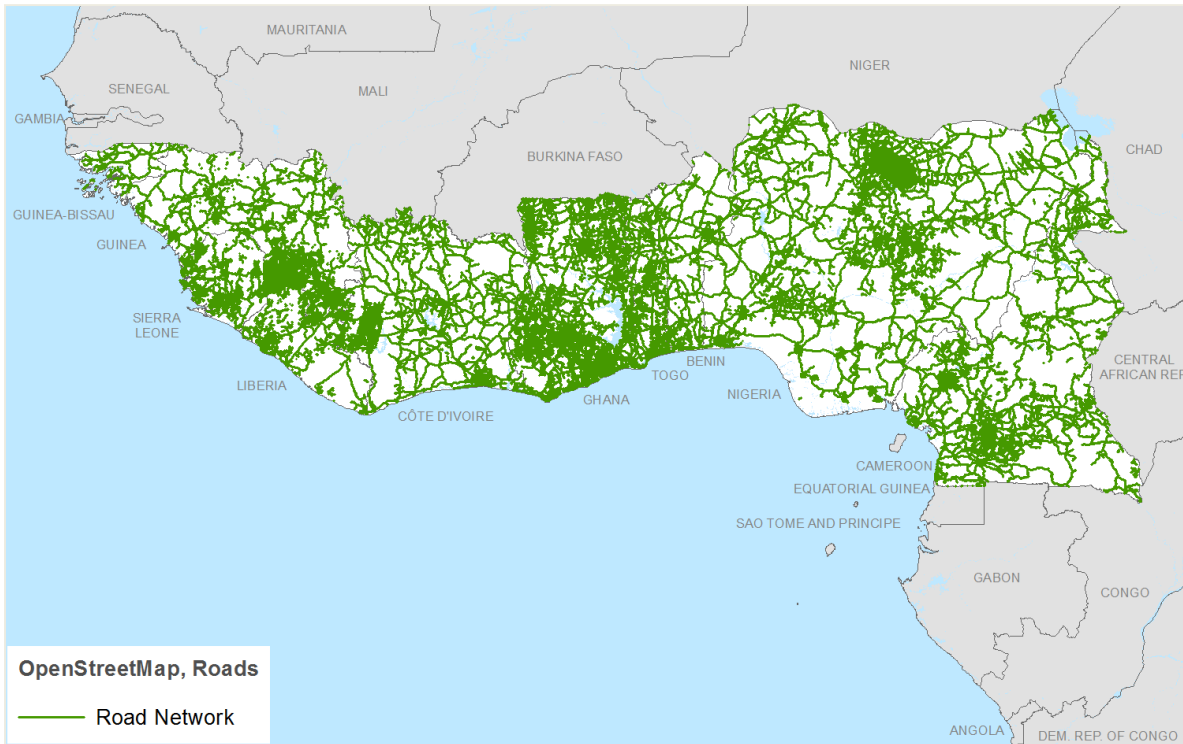 MAURITANIA
NIGER
SENEGAL
MALI
GAMBIA
CHAD
BURKINA FASO
GUINEA-BISSAU
GUINEA
SIERRA
LEONE
CENTRAL
AFRICAN REP
BENIN
TOGO
LIBERIA
NIGERIA
GHANA
CÔTE D'IVOIRE
CAMEROON
EQUATORIAL GUINEA
SAO TOME AND PRINCIPE
GABON
CONGO
OpenStreetMap, Roads
Road Network
ANGOLA
DEM. REP. OF CONGO